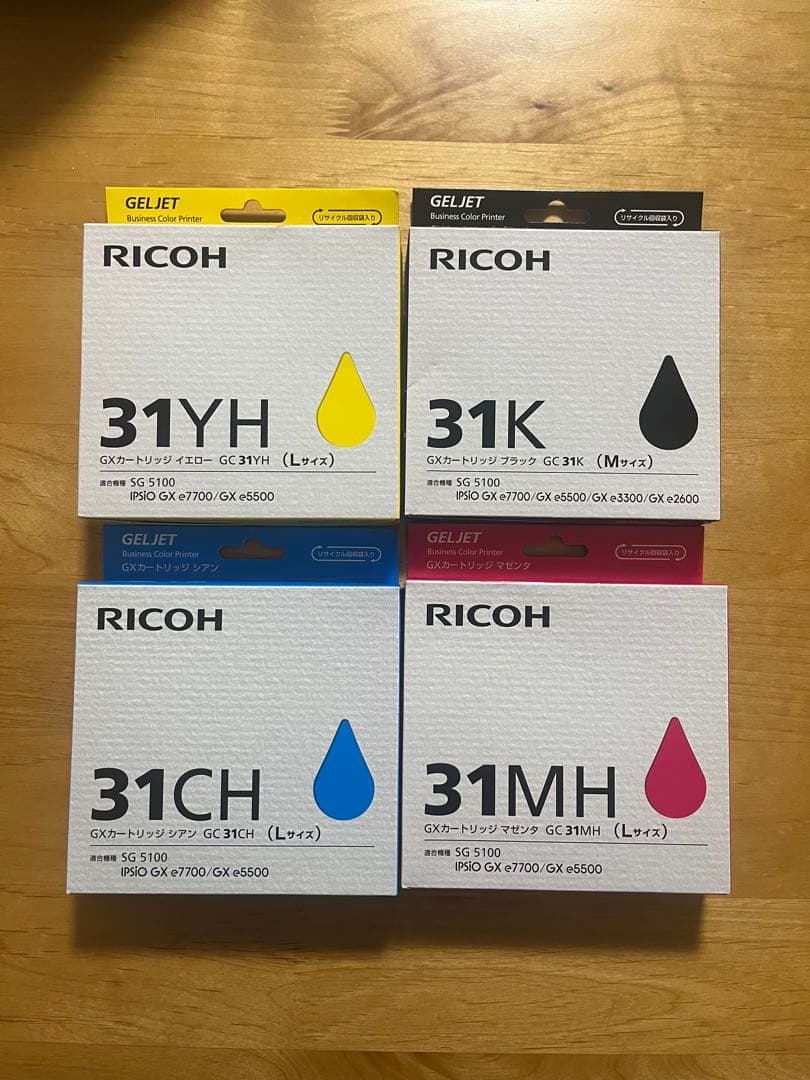 GELJET
Business Color Printer
リサイクル回収袋入り
RICOH
31YH
GXカートリッジ イエロー GC 31YH (Lサイズ)
適合機種 SG 5100
IPSiO GX e7700/GX e5500
GELJET
Business Color Printer
リサイクル回収袋入り
RICOH
31K
GXカートリッジ ブラック GC 31K (Mサイズ)
適合機種 SG 5100
IPSiO GX e7700/GX e5500/GX e3300/GX e2600
GELJET
Business Color Printer
GXカートリッジ シアン
リサイクル回収袋入り
RICOH
31CH
GXカートリッジ シアン GC 31CH (Lサイズ)
適合機種 SG 5100
IPSiO GX e7700/GX e5500
GELJET
Business Color Printer
GXカートリッジ マゼンタ
リサイクル回収袋入り
RICOH
31MH
GXカートリッジ マゼンタ GC 31MH (Lサイズ)
適合機種 SG 5100
IPSiO GX e7700/GX e5500